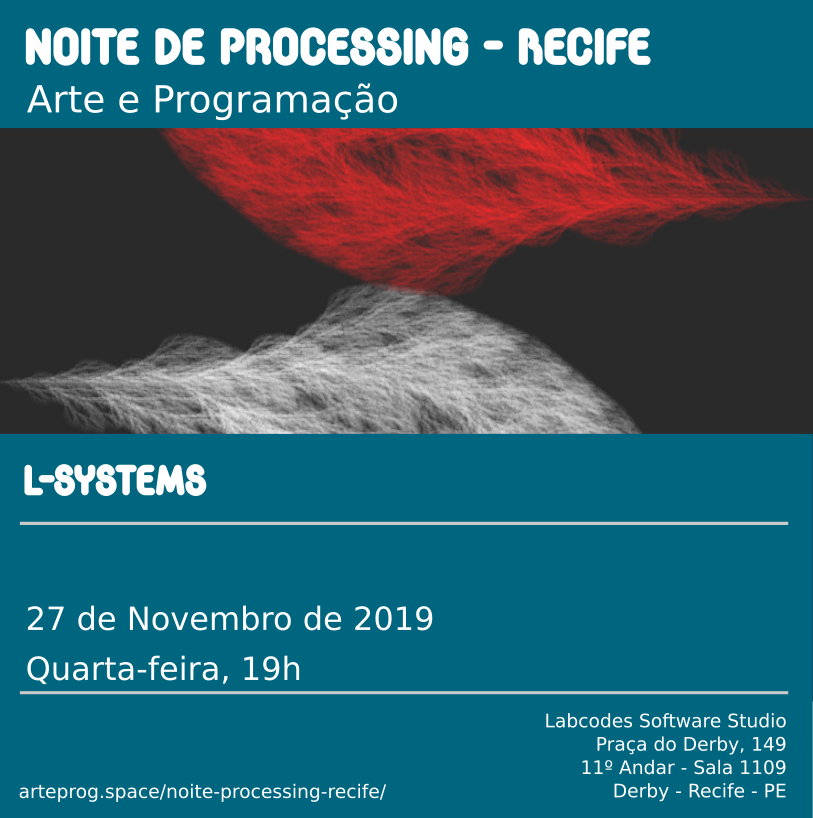 NOITE DE PROCESSING - RECIFE
Arte e Programação
L-SYSTEMS
27 de Novembro de 2019
Quarta-feira, 19h
Labcodes Software Studio
Praça do Derby, 149
11º Andar - Sala 1109
Derby - Recife - PE
arteprog.space/noite-processing-recife/